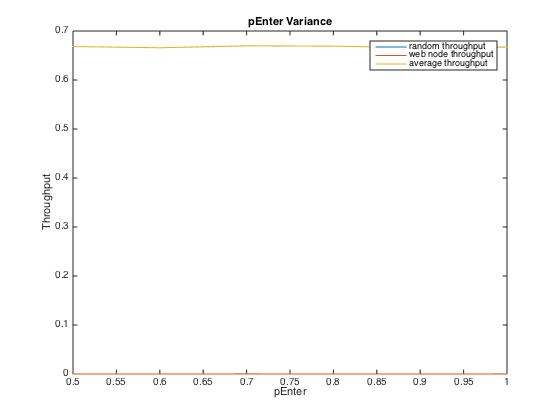 pEnter Variance
0.7
random throughput
web node throughput
average throughput
0.6
0.5
0.4
Throughput
0.3
0.2
0.1
0
0.5 0.55 0.6 0.65 0.7 0.75 0.8 0.85 0.9 0.95 1
pEnter